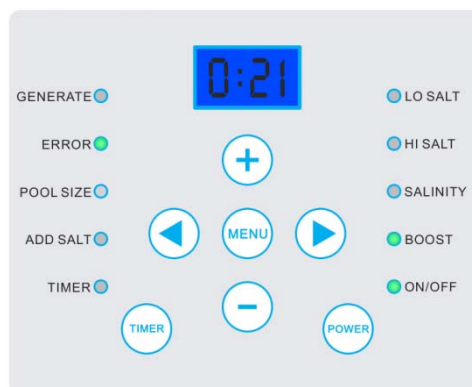 0:21
GENERATE
LO SALT
ERROR
HI SALT
POOL SIZE
SALINITY
ADD SALT
MENU
BOOST
TIMER
ON/OFF
TIMER
POWER